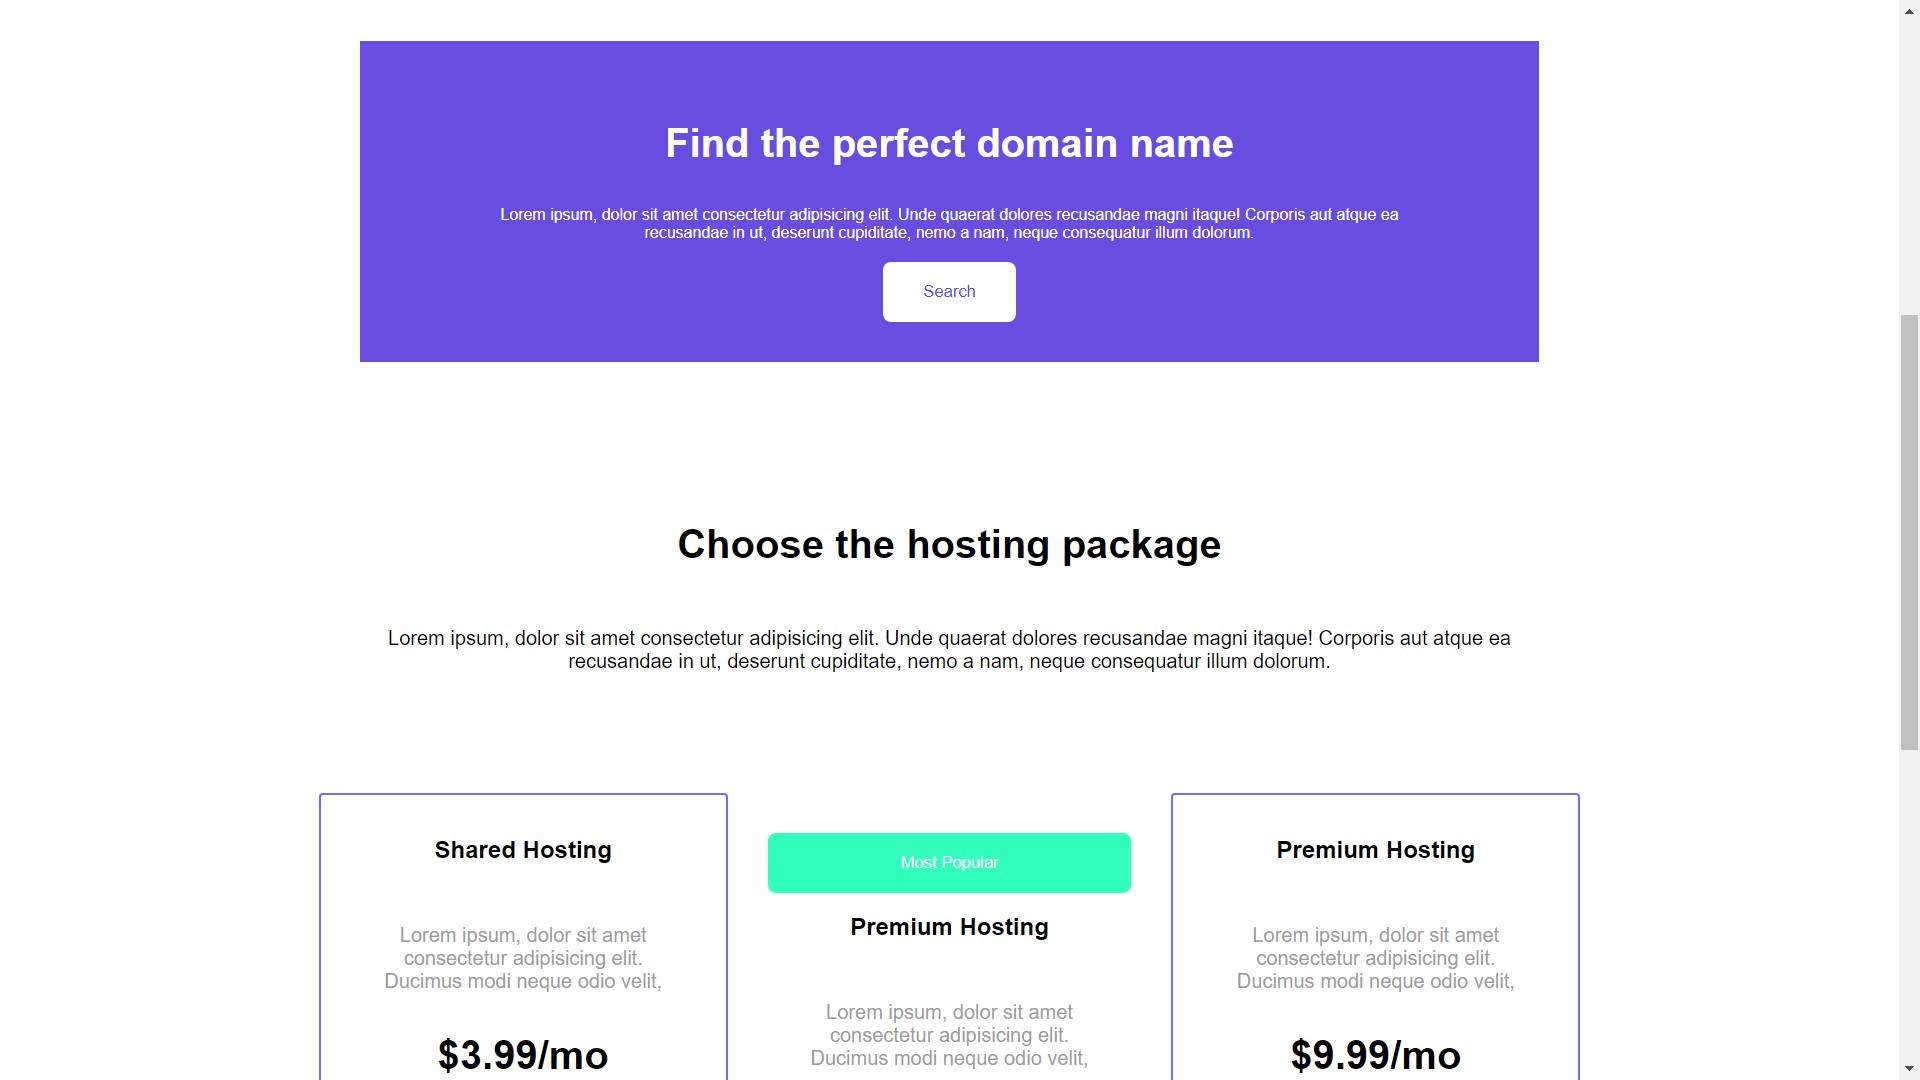 Find the perfect domain name
Lorem ipsum, dolor sit amet consectetur adipisicing elit. Unde quaerat dolores recusandae magni itaque! Corporis aut atque ea
recusandae in ut, deserunt cupiditate, nemo a nam, neque consequatur illum dolorum.
Search
Choose the hosting package
Lorem ipsum, dolor sit amet consectetur adipisicing elit. Unde quaerat dolores recusandae magni itaque! Corporis aut atque ea
recusandae in ut, deserunt cupiditate, nemo a nam, neque consequatur illum dolorum.
Shared Hosting
Lorem ipsum, dolor sit amet
consectetur adipisicing elit.
Ducimus modi neque odio velit,
$3.99/mo
Most Popular
Premium Hosting
Lorem ipsum, dolor sit amet
consectetur adipisicing elit.
Ducimus modi neque odio velit,
Premium Hosting
Lorem ipsum, dolor sit amet
consectetur adipisicing elit.
Ducimus modi neque odio velit,
$9.99/mo